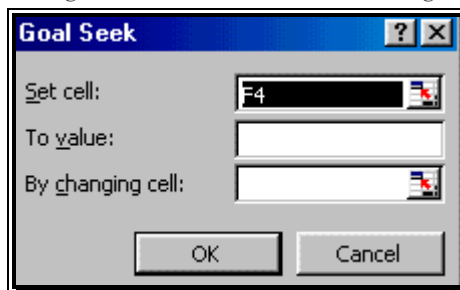 Goal Seek ? ×
Set cell: F4
To value:
By changing cell:
OK Cancel